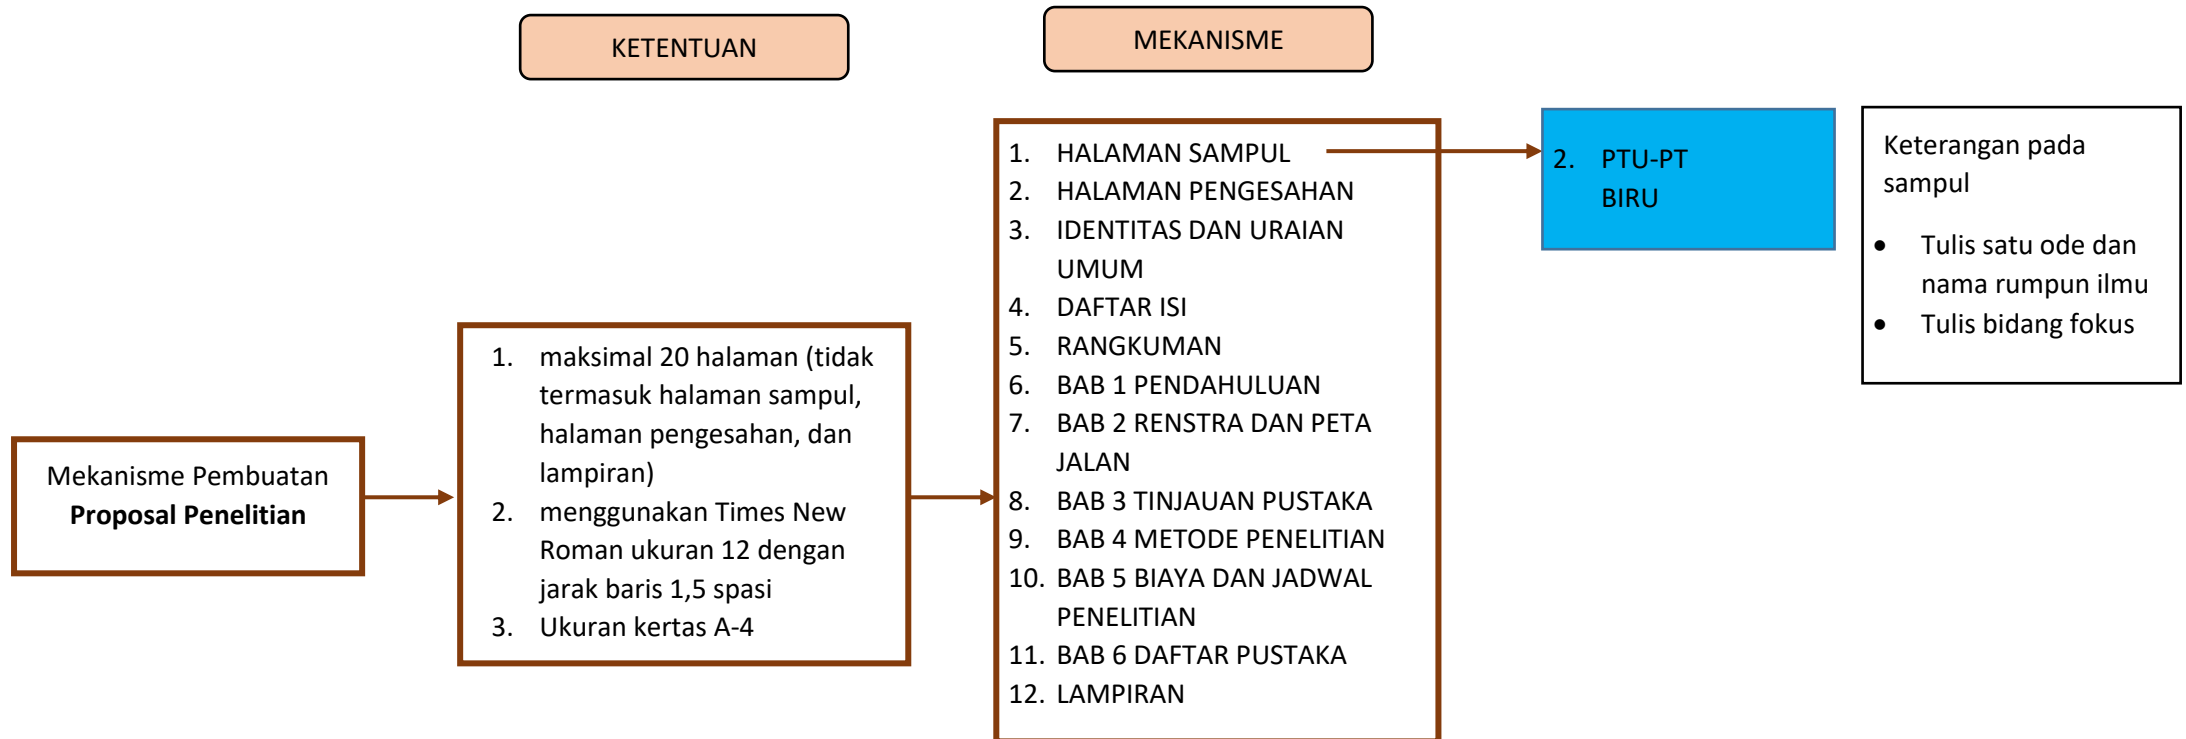 KETENTUAN
MEKANISME
Mekanisme Pembuatan
Proposal Penelitian
1. maksimal 20 halaman (tidak
termasuk halaman sampul,
halaman pengesahan, dan
lampiran)
2. menggunakan Times New
Roman ukuran 12 dengan
jarak baris 1,5 spasi
3. Ukuran kertas A-4
1. HALAMAN SAMPUL
2. HALAMAN PENGESAHAN
3. IDENTITAS DAN URAIAN
UMUM
4. DAFTAR ISI
5. RANGKUMAN
6. BAB 1 PENDAHULUAN
7. BAB 2 RENSTRA DAN PETA
JALAN
8. BAB 3 TINJAUAN PUSTAKA
9. BAB 4 METODE PENELITIAN
10. BAB 5 BIAYA DAN JADWAL
PENELITIAN
11. BAB 6 DAFTAR PUSTAKA
12. LAMPIRAN
2. PTU-PT
BIRU
Keterangan pada
sampul
• Tulis satu ode dan
nama rumpun ilmu
• Tulis bidang fokus